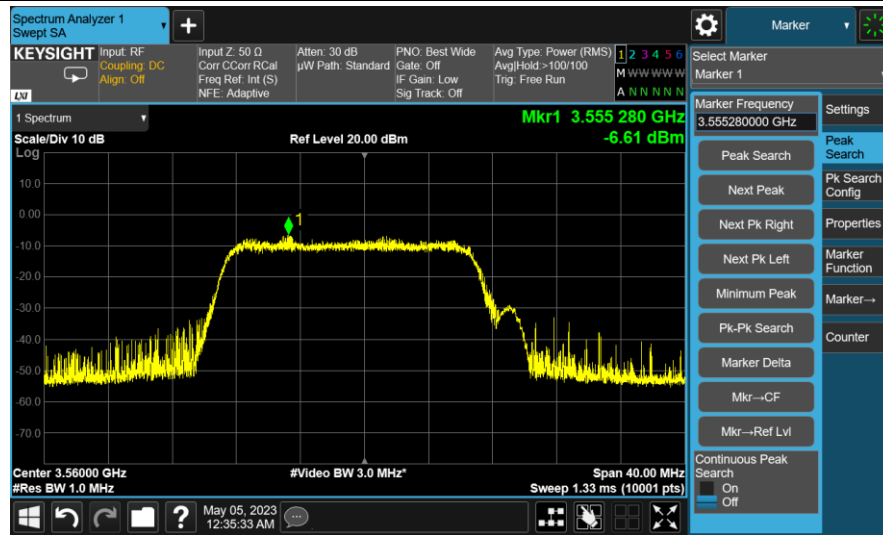 Spectrum Analyzer 1
Swept SA
Marker
KEYSIGHT
LXI
Input: RF
Coupling: DC
Align: Off
Input Z: 50 Ω
Corr CCorr RCal
Freq Ref: Int (S)
NFE: Adaptive
Atten: 30 dB
µW Path: Standard
PNO: Best Wide
Gate: Off
IF Gain: Low
Sig Track: Off
Avg Type: Power (RMS)
Avg|Hold:>100/100
Trig: Free Run
1 2 3 4 5 6
M W W W W W
A N N N N N
Select Marker
Marker 1
1 Spectrum
Scale/Div 10 dB
Log
Ref Level 20.00 dBm
Mkr1 3.555 280 GHz
-6.61 dBm
10.0
0.00
-10.0
-20.0
-30.0
-40.0
-50.0
-60.0
-70.0
1
Center 3.56000 GHz
#Res BW 1.0 MHz
#Video BW 3.0 MHz*
Span 40.00 MHz
Sweep 1.33 ms (10001 pts)
Marker Frequency
3.555280000 GHz
Peak Search
Next Peak
Next Pk Right
Next Pk Left
Minimum Peak
Pk-Pk Search
Marker Delta
Mkr→CF
Mkr→Ref Lvl
Continuous Peak
Search
On
Off
Settings
Peak
Search
Pk Search
Config
Properties
Marker
Function
Marker→
Counter
?
May 05, 2023
12:35:33 AM